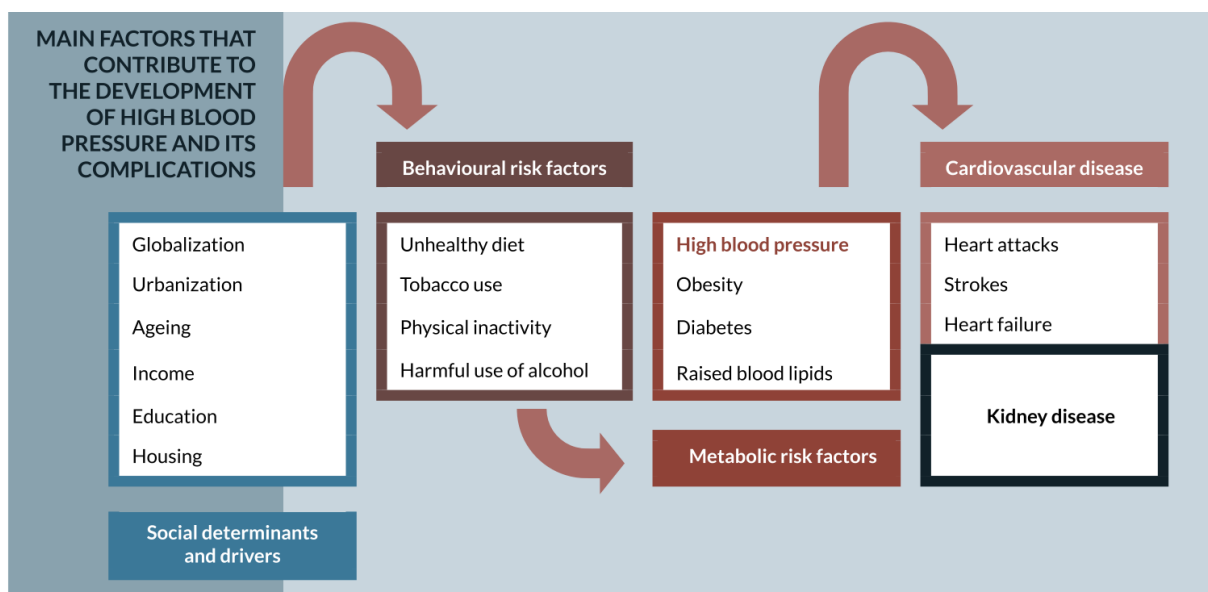 MAIN FACTORS THAT
CONTRIBUTE TO
THE DEVELOPMENT
OF HIGH BLOOD
PRESSURE AND ITS
COMPLICATIONS
Globalization
Urbanization
Ageing
Income
Education
Housing
Social determinants
and drivers
Behavioural risk factors
Unhealthy diet
Tobacco use
Physical inactivity
Harmful use of alcohol
High blood pressure
Obesity
Diabetes
Raised blood lipids
Metabolic risk factors
Cardiovascular disease
Heart attacks
Strokes
Heart failure
Kidney disease